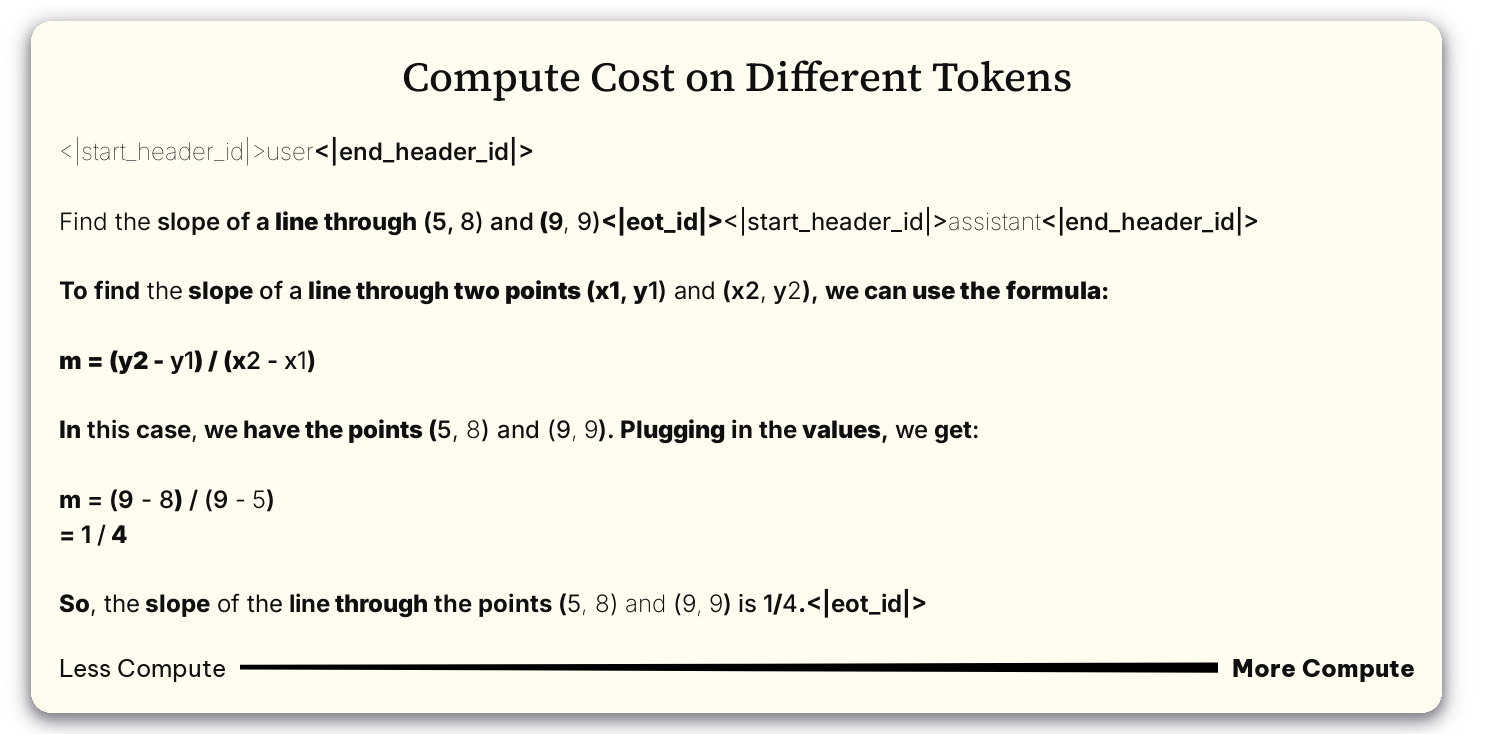 Compute Cost on Different Tokens
<|start_header_id|>user<|end_header_id|>
Find the slope of a line through (5, 8) and (9, 9)<|eot_id|><|start_header_id|>assistant<|end_header_id|>
To find the slope of a line through two points (x1, y1) and (x2, y2), we can use the formula:
m = (y2 - y1) / (x2 - x1)
In this case, we have the points (5, 8) and (9, 9). Plugging in the values, we get:
m = (9 - 8) / (9 - 5)
= 1 / 4
So, the slope of the line through the points (5, 8) and (9, 9) is 1/4.<|eot_id|>
Less Compute More Compute